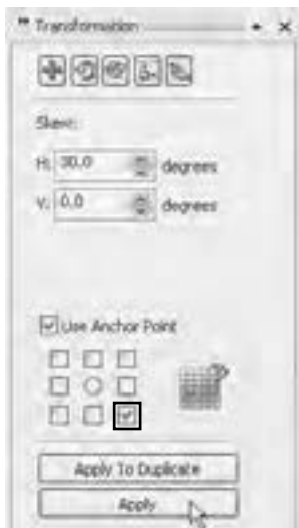 Transformation
Skew:
H: 30.0 degrees
V: 0.0 degrees
Use Anchor Point
Apply To Duplicate
Apply